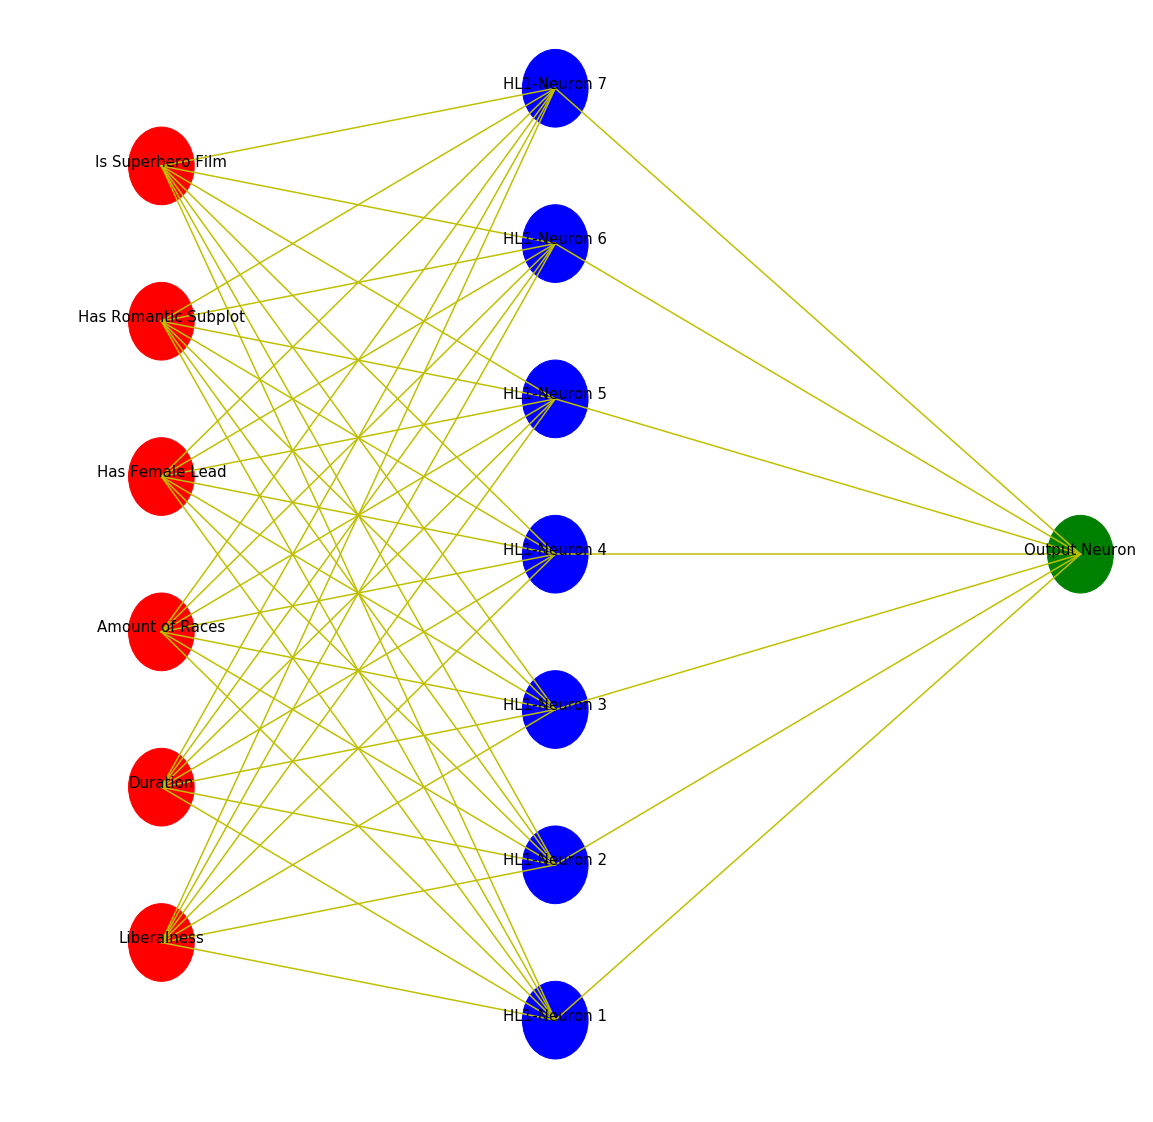 HL1-Neuron 7
Is Superhero Film
HL1-Neuron 6
Has Romantic Subplot
HL1-Neuron 5
Has Female Lead
HL1-Neuron 4
Output Neuron
Amount of Races
HL1-Neuron 3
Duration
HL1-Neuron 2
Liberalness
HL1-Neuron 1